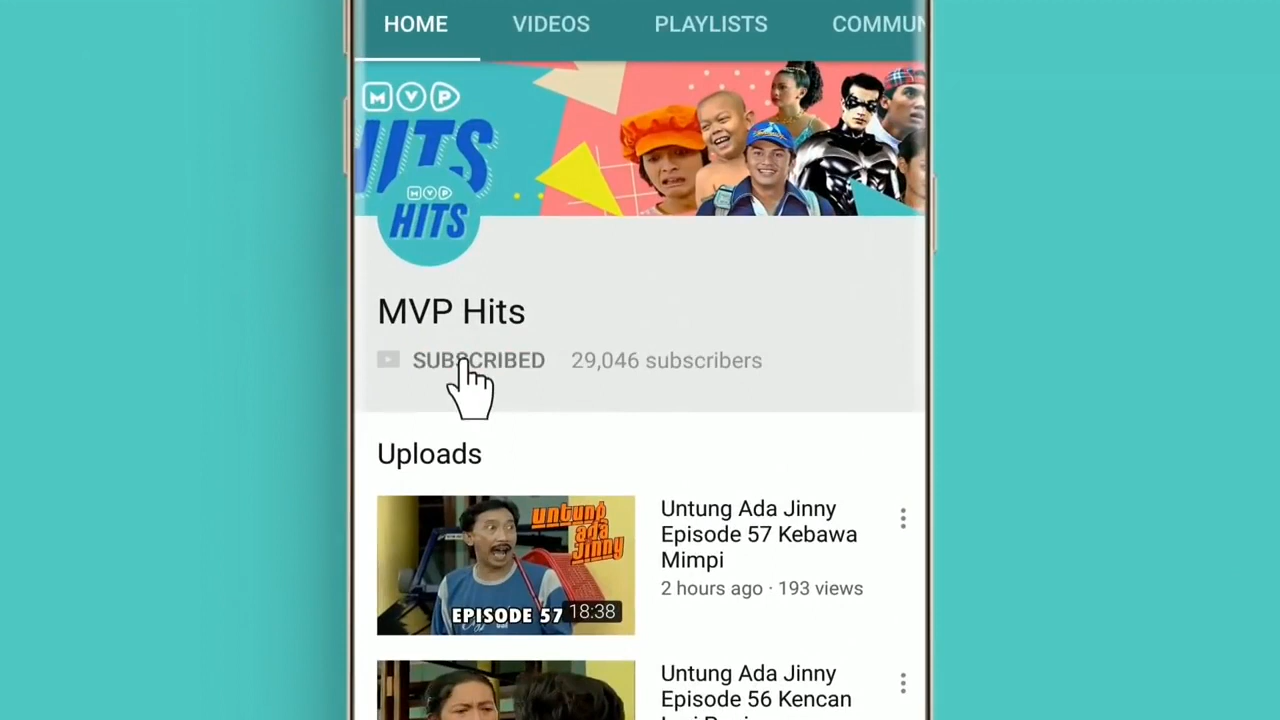 HOME VIDEOS PLAYLISTS COMMUN
MVP
HITS
MVP
HITS
MVP Hits
SUBSCRIBED 29,046 subscribers
Uploads
untung
ada
jinny
EPISODE 57
18:38
Untung Ada Jinny
Episode 57 Kebawa
Mimpi
2 hours ago · 193 views
Untung Ada Jinny
Episode 56 Kencan